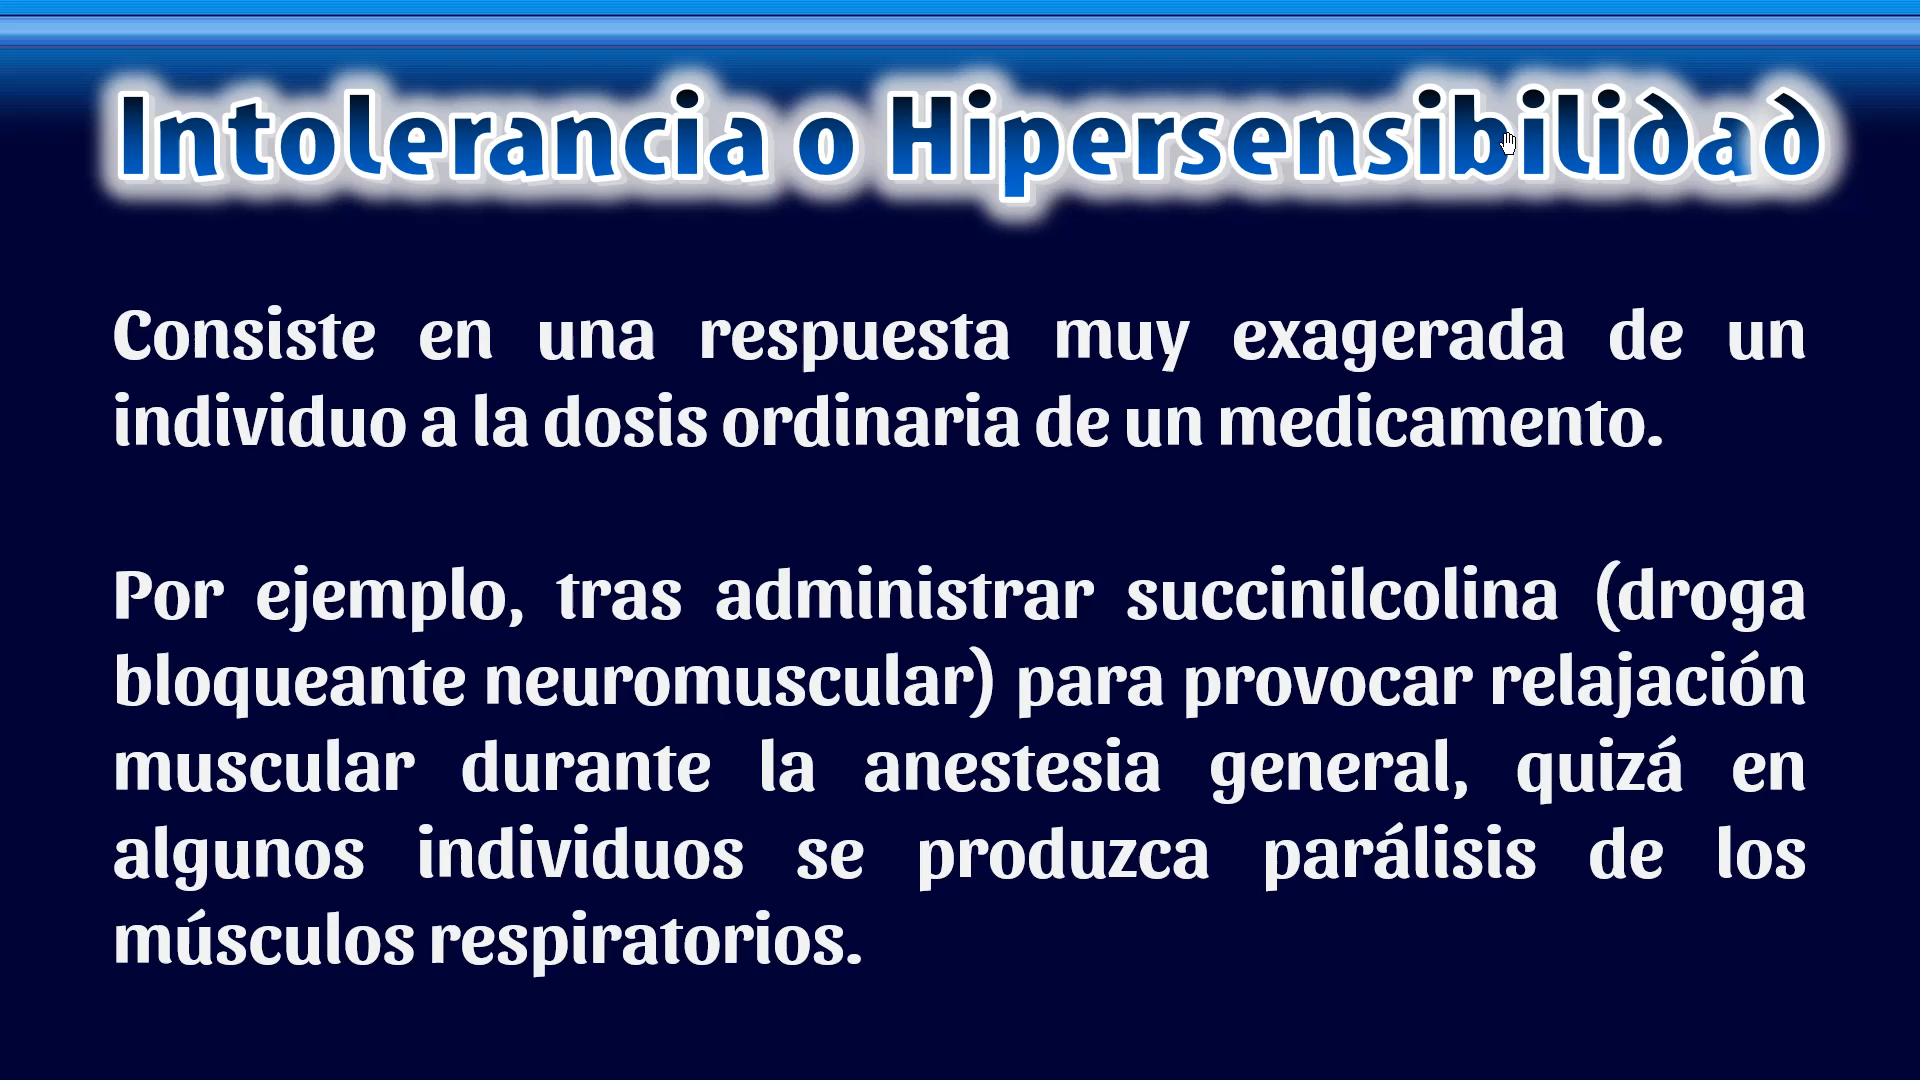 Intolerancia o Hipersensibilidad
Consiste en una respuesta muy exagerada de un
individuo a la dosis ordinaria de un medicamento.
Por ejemplo, tras administrar succinilcolina (droga
bloqueante neuromuscular) para provocar relajación
muscular durante la anestesia general, quizá en
algunos individuos se produzca parálisis de los
músculos respiratorios.